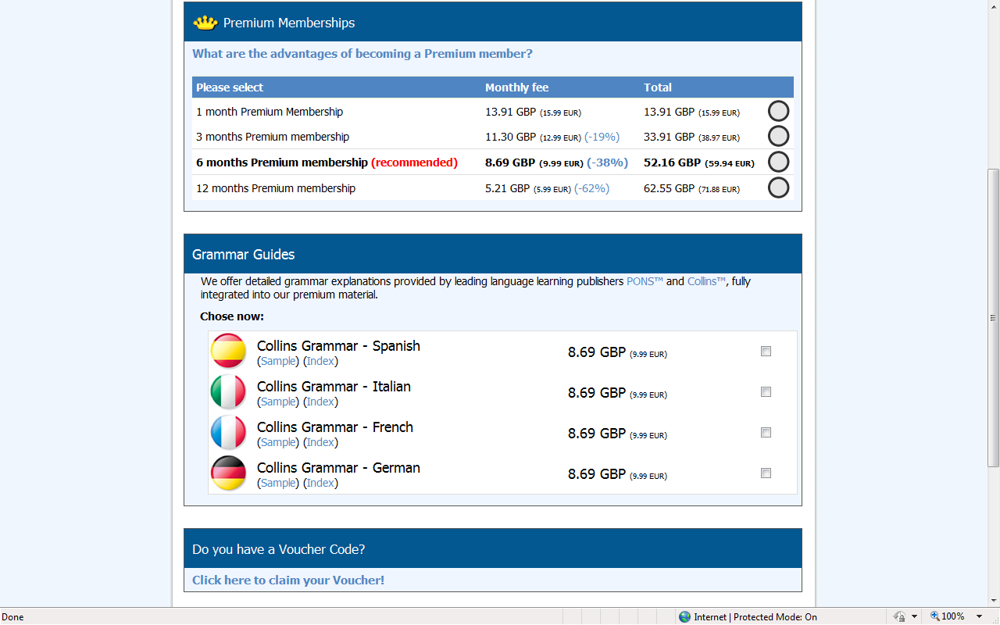 Premium Memberships
What are the advantages of becoming a Premium member?
Please select Monthly fee Total
1 month Premium Membership 13.91 GBP (15.99 EUR) 13.91 GBP (15.99 EUR)
3 months Premium membership 11.30 GBP (12.99 EUR) (-19%) 33.91 GBP (38.97 EUR)
6 months Premium membership (recommended) 8.69 GBP (9.99 EUR) (-38%) 52.16 GBP (59.94 EUR)
12 months Premium membership 5.21 GBP (5.99 EUR) (-62%) 62.55 GBP (71.88 EUR)
Grammar Guides
We offer detailed grammar explanations provided by leading language learning publishers PONS™ and Collins™, fully
integrated into our premium material.
Chose now:
Collins Grammar - Spanish 8.69 GBP (9.99 EUR)
(Sample) (Index)
Collins Grammar - Italian 8.69 GBP (9.99 EUR)
(Sample) (Index)
Collins Grammar - French 8.69 GBP (9.99 EUR)
(Sample) (Index)
Collins Grammar - German 8.69 GBP (9.99 EUR)
(Sample) (Index)
Do you have a Voucher Code?
Click here to claim your Voucher!
Done Internet | Protected Mode: On 100%